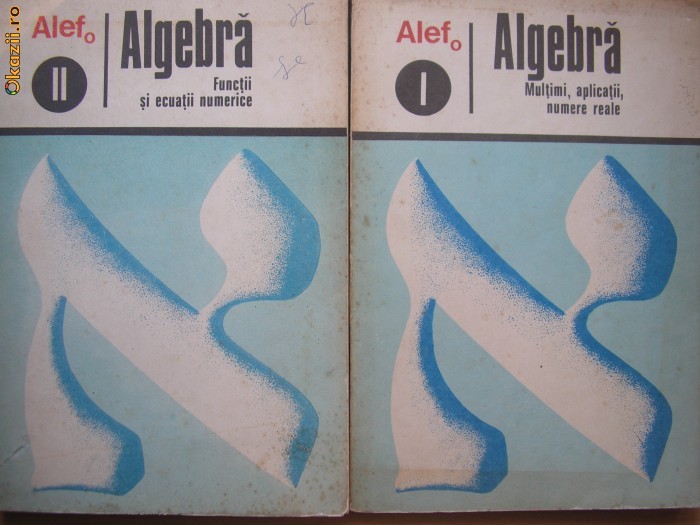 Okazii.ro
Alef₀
II
Algebră
Funcții
și ecuații numerice
Alef₀
I
Algebră
Mulțimi, aplicații,
numere reale
א
א